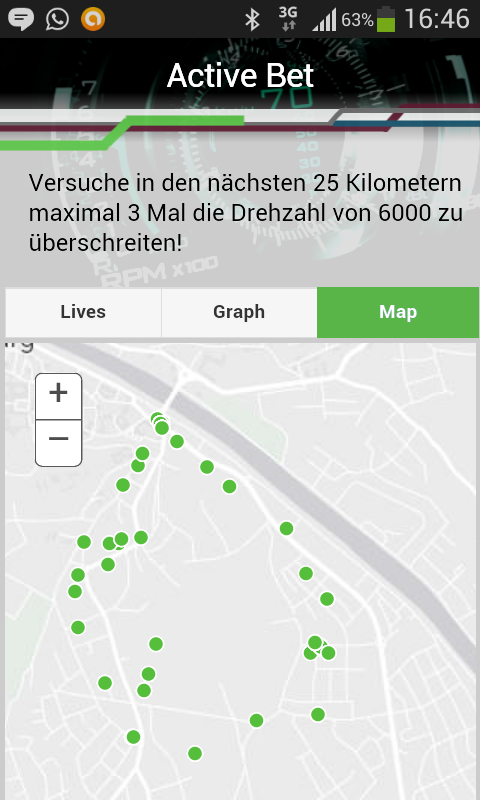 3G 63% 16:46
Active Bet
Versuche in den nächsten 25 Kilometern
maximal 3 Mal die Drehzahl von 6000 zu
überschreiten!
RPM x100
Lives Graph Map
+
−